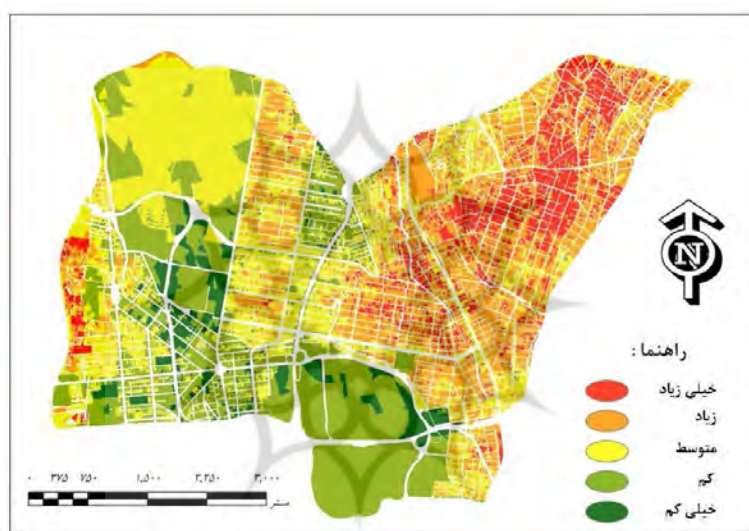 N
راهنما :
خیلی زیاد
زیاد
متوسط
کم
خیلی کم
۰ ۳۷۵ ۷۵۰ ۱,۵۰۰ ۲,۲۵۰ ۳,۰۰۰
متر